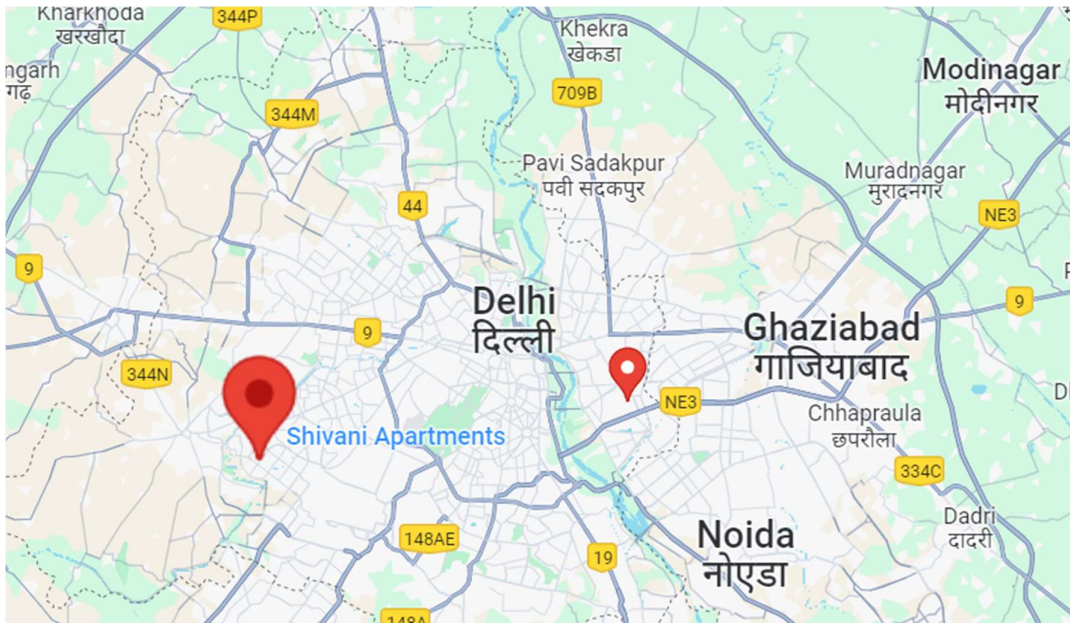 Kharkhoda
खरखौदा
344P
Khekra
खेकडा
ngarh
गढ़
Modinagar
मोदीनगर
709B
344M
Pavi Sadakpur
पवी सदकपुर
Muradnagar
मुरादनगर
44
NE3
9
Delhi
दिल्ली
9
9
Ghaziabad
गाजियाबाद
344N
NE3
Chhapraula
छपरौला
Shivani Apartments
334C
Dadri
दादरी
Noida
नोएडा
148AE
19
148A